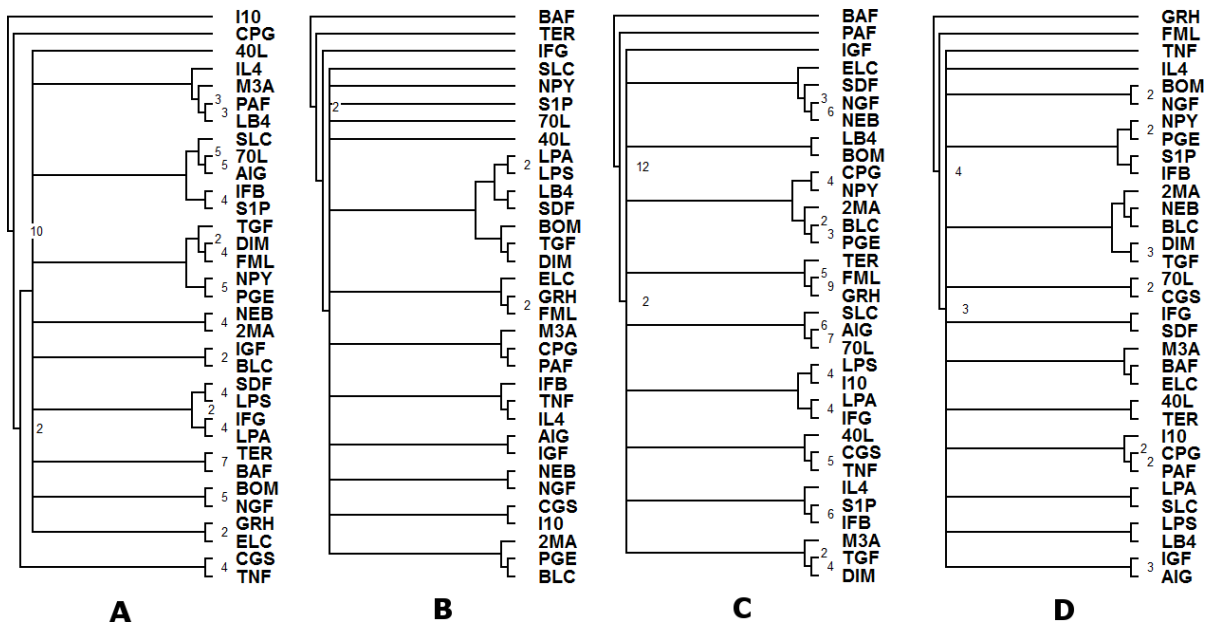 I10
CPG
40L
IL4
M3A
3
PAF
3
LB4
SLC
5
70L
5
AIG
IFB
4
S1P
TGF
10
2
DIM
4
FML
NPY
5
PGE
NEB
4
2MA
IGF
2
BLC
SDF
4
LPS
2
IFG
4
LPA
2
TER
7
BAF
BOM
5
NGF
GRH
2
ELC
CGS
4
TNF
A
BAF
TER
IFG
SLC
NPY
2
S1P
70L
40L
LPA
2
LPS
LB4
SDF
BOM
TGF
DIM
ELC
GRH
2
FML
M3A
CPG
PAF
IFB
TNF
IL4
AIG
IGF
NEB
NGF
CGS
I10
2MA
PGE
BLC
B
BAF
PAF
IGF
ELC
SDF
3
NGF
6
NEB
LB4
12
BOM
CPG
4
NPY
2MA
2
BLC
3
PGE
TER
5
FML
9
GRH
2
SLC
6
AIG
7
70L
LPS
4
I10
LPA
4
IFG
40L
CGS
5
TNF
IL4
S1P
6
IFB
M3A
2
TGF
4
DIM
C
GRH
FML
TNF
IL4
BOM
2
NGF
NPY
2
PGE
S1P
4
IFB
2MA
NEB
BLC
DIM
3
TGF
70L
2
CGS
3
IFG
SDF
M3A
BAF
ELC
40L
TER
I10
2
CPG
2
PAF
LPA
SLC
LPS
LB4
IGF
3
AIG
D